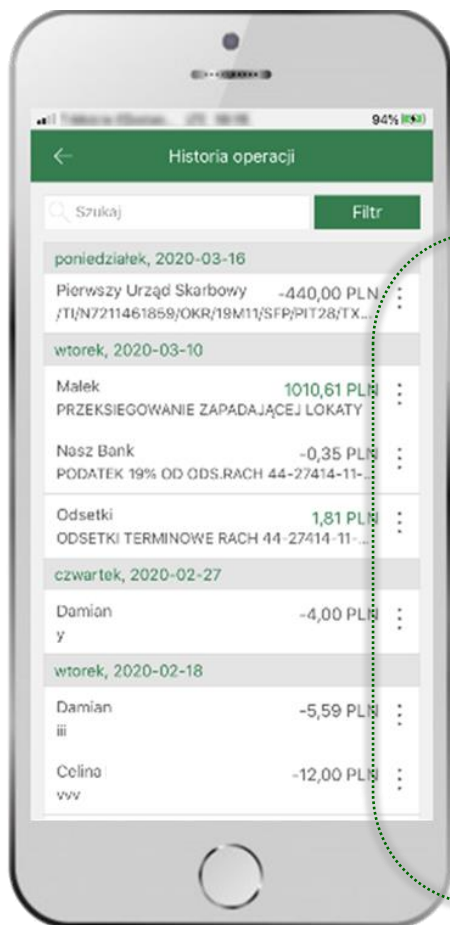 94%
Historia operacji
Szukaj
Filtr
poniedziałek, 2020-03-16
Pierwszy Urząd Skarbowy -440,00 PLN
/TI/N7211461859/OKR/19M11/SFP/PIT28/TX...
wtorek, 2020-03-10
Malek 1010,61 PLN
PRZEKSIEGOWANIE ZAPADAJĄCEJ LOKATY
Nasz Bank -0,35 PLN
PODATEK 19% OD ODS.RACH 44-27414-11-...
Odsetki 1,81 PLN
ODSETKI TERMINOWE RACH 44-27414-11-...
czwartek, 2020-02-27
Damian -4,00 PLN
y
wtorek, 2020-02-18
Damian -5,59 PLN
iii
Celina -12,00 PLN
vvv